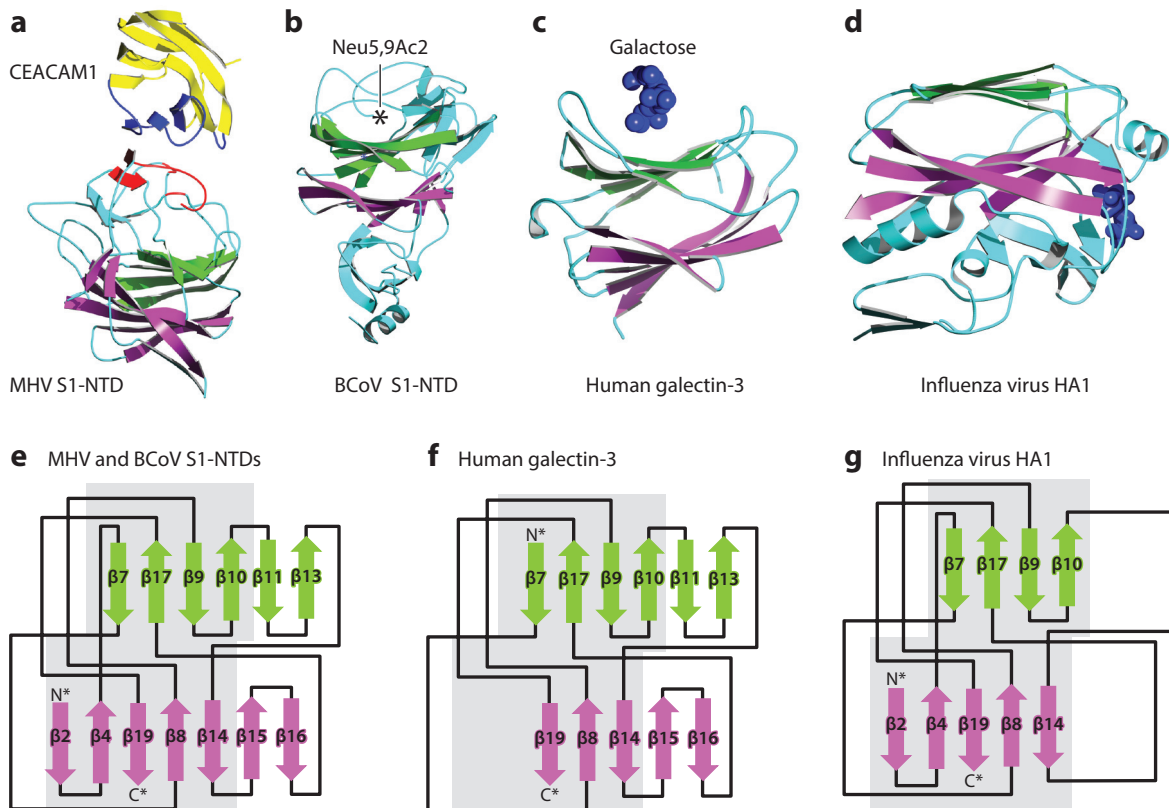 a
b
c
d
CEACAM1
Neu5,9Ac2
*
Galactose
MHV S1-NTD
BCoV S1-NTD
Human galectin-3
Influenza virus HA1
e MHV and BCoV S1-NTDs
β7 β17 β9 β10 β11 β13
N*
β2 β4 β19 β8 β14 β15 β16
C*
f Human galectin-3
N*
β7 β17 β9 β10 β11 β13
β19 β8 β14 β15 β16
C*
g Influenza virus HA1
β7 β17 β9 β10
N*
β2 β4 β19 β8 β14
C*